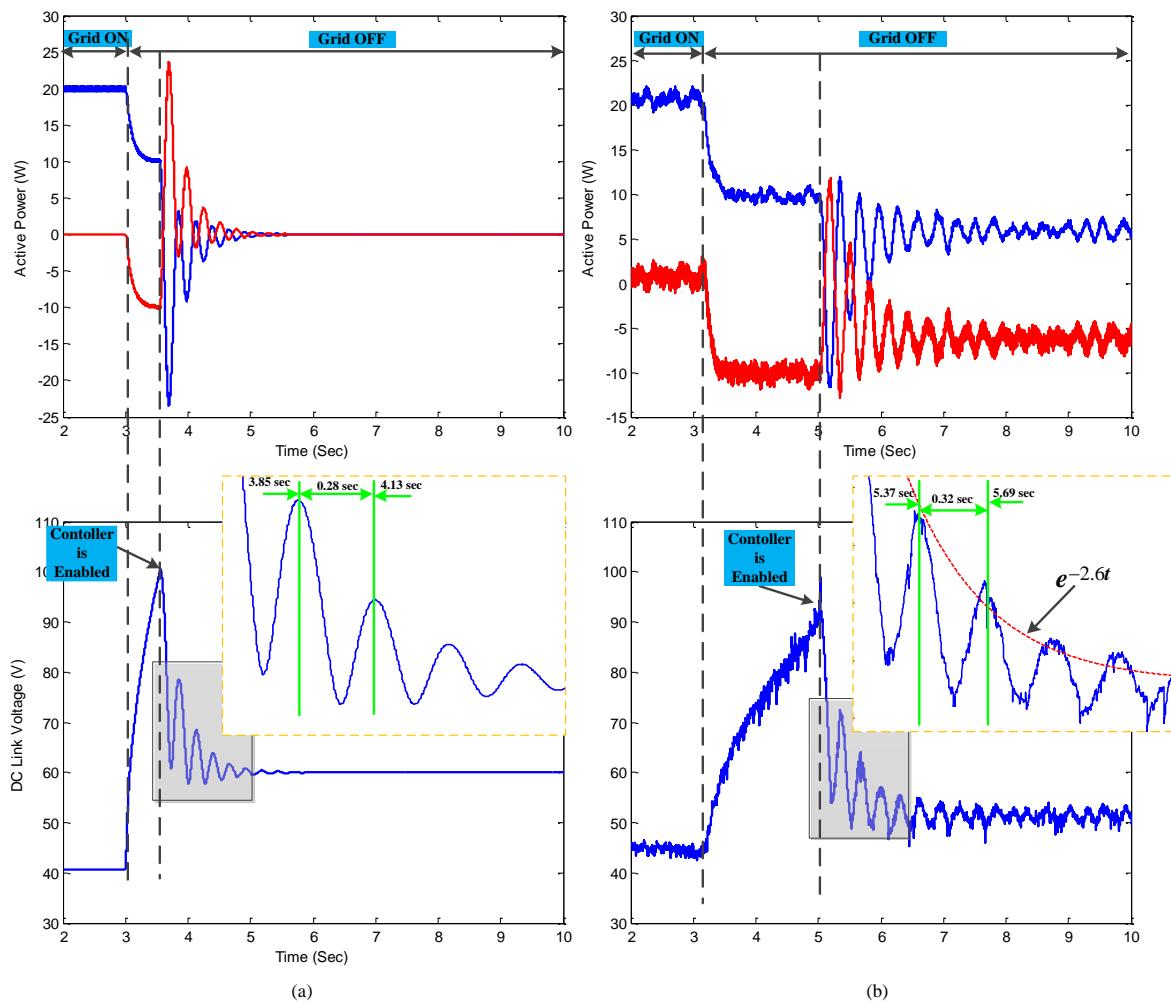 Grid ON
Grid OFF
30
25
20
15
10
5
0
-5
-10
-15
-20
-25
Active Power (W)
2 3 4 5 6 7 8 9 10
Time (Sec)
Grid ON
Grid OFF
30
25
20
15
10
5
0
-5
-10
-15
Active Power (W)
2 3 4 5 6 7 8 9 10
Time (Sec)
3.85 sec
0.28 sec
4.13 sec
Contoller
is
Enabled
110
100
90
80
70
60
50
40
30
DC Link Voltage (V)
2 3 4 5 6 7 8 9 10
Time (Sec)
(a)
5.37 sec
0.32 sec
5.69 sec
e^-2.6t
Contoller
is
Enabled
110
100
90
80
70
60
50
40
30
2 3 4 5 6 7 8 9 10
Time (Sec)
(b)